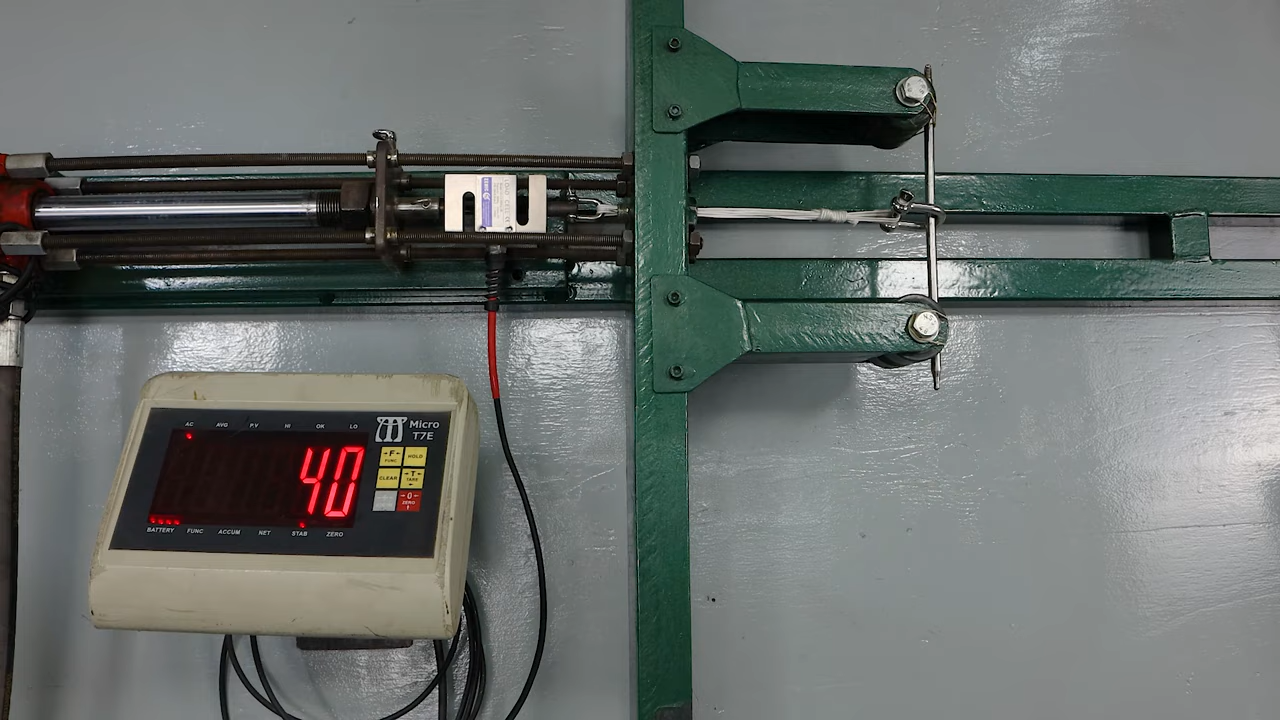 AC AVG P.V HI OK LO
Micro
T7E
40
F
FUNC
HOLD
CLEAR
T
TARE
0
ZERO
BATTERY FUNC ACCUM NET STAB ZERO